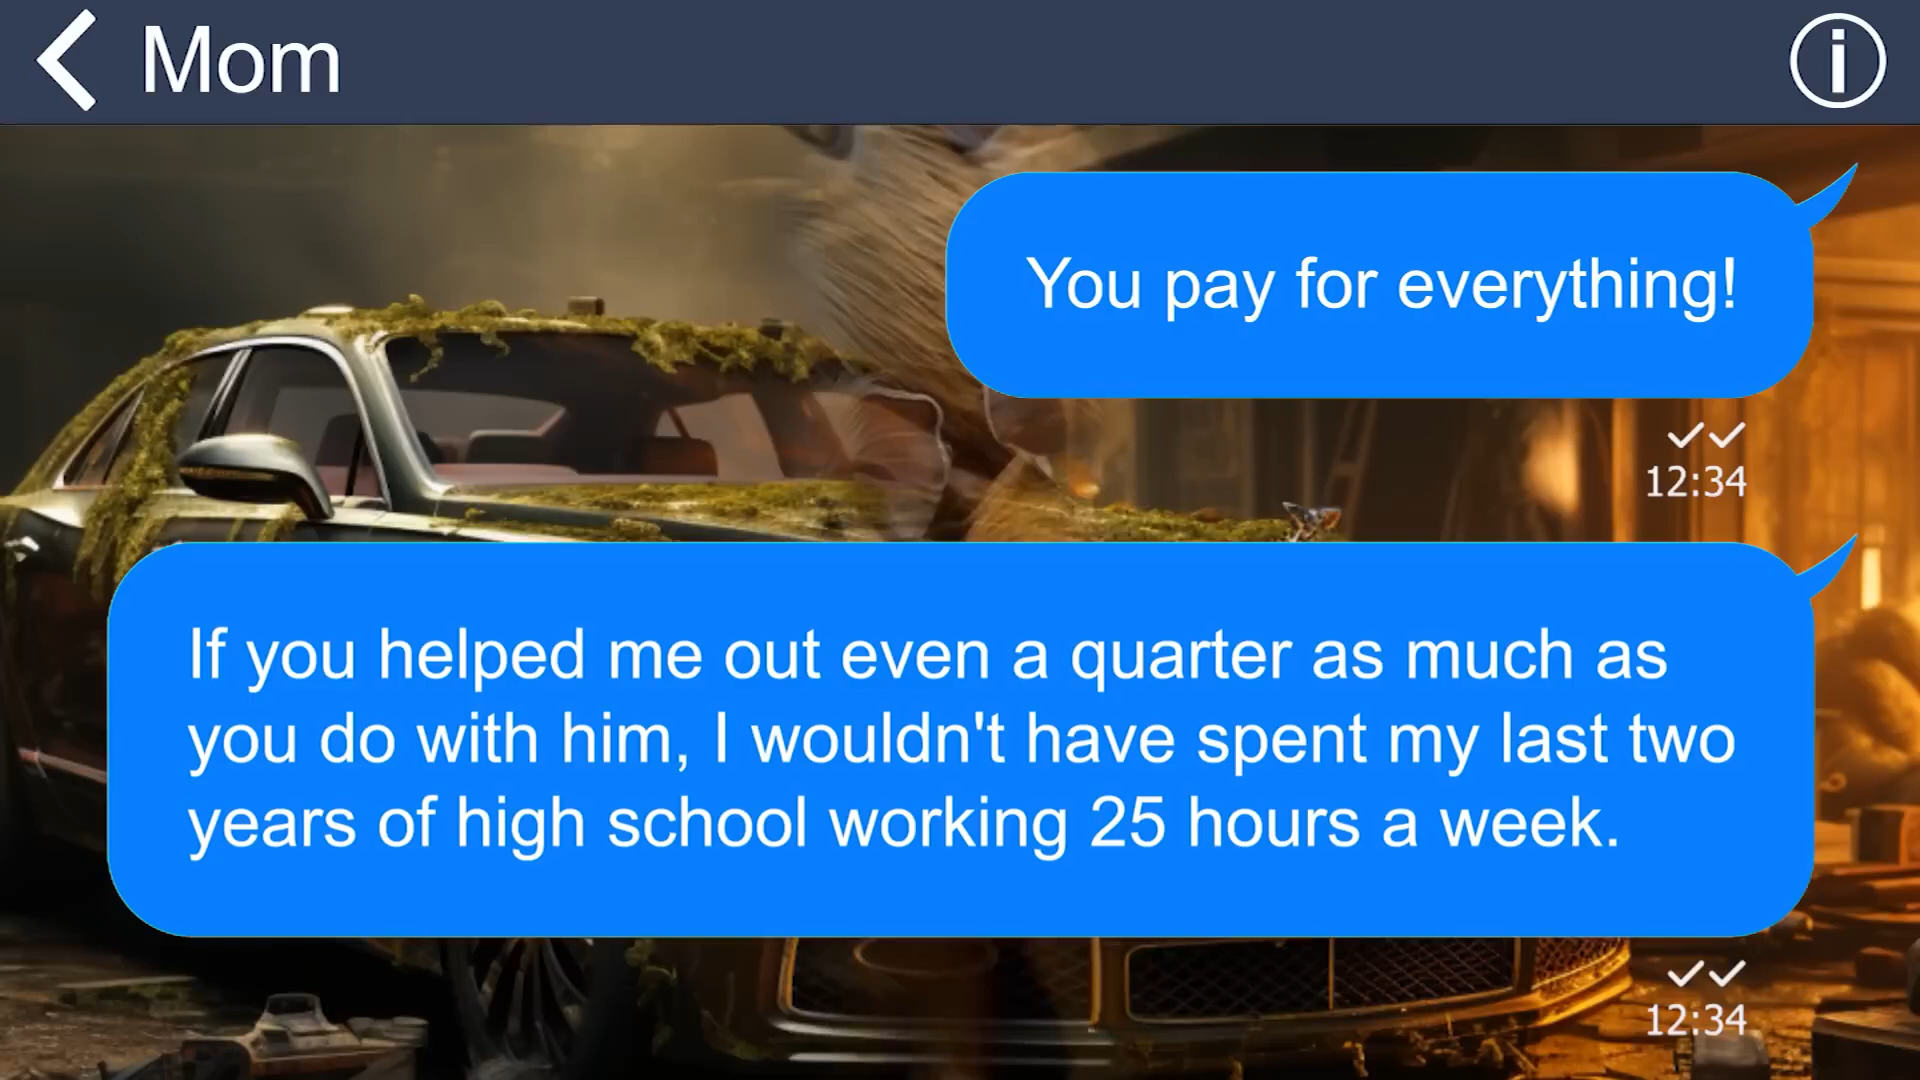 Mom
You pay for everything!
12:34
If you helped me out even a quarter as much as
you do with him, I wouldn't have spent my last two
years of high school working 25 hours a week.
12:34